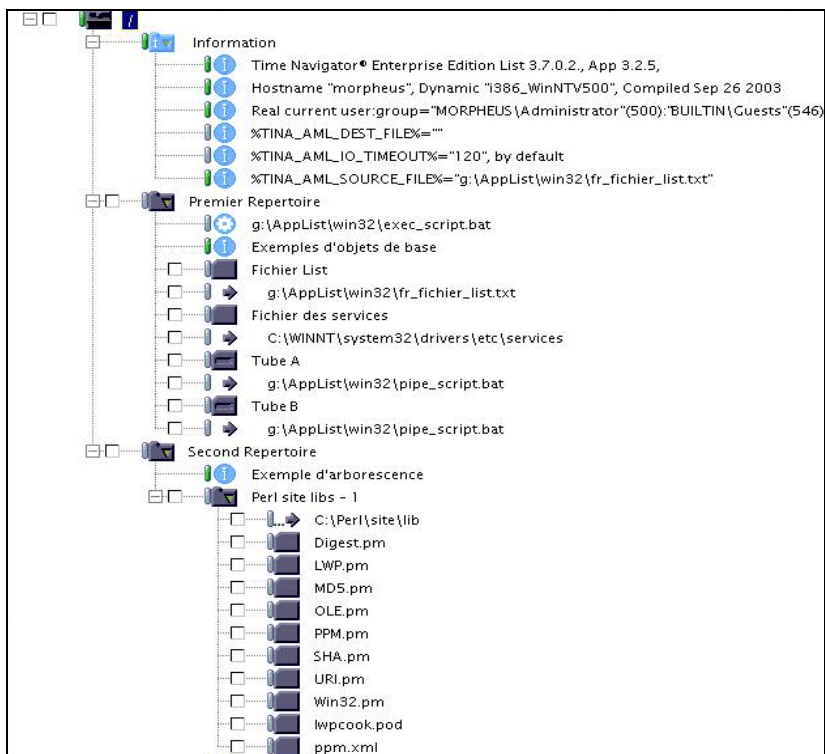 Information
Time Navigator® Enterprise Edition List 3.7.0.2., App 3.2.5,
Hostname "morpheus", Dynamic "i386_WinNTV500", Compiled Sep 26 2003
Real current user:group="MORPHEUS\Administrator"(500):"BUILTIN\Guests"(546)
%TINA_AML_DEST_FILE%=""
%TINA_AML_IO_TIMEOUT%="120", by default
%TINA_AML_SOURCE_FILE%="g:\AppList\win32\fr_fichier_list.txt"
Premier Repertoire
g:\AppList\win32\exec_script.bat
Exemples d'objets de base
Fichier List
g:\AppList\win32\fr_fichier_list.txt
Fichier des services
C:\WINNT\system32\drivers\etc\services
Tube A
g:\AppList\win32\pipe_script.bat
Tube B
g:\AppList\win32\pipe_script.bat
Second Repertoire
Exemple d'arborescence
Perl site libs - 1
C:\Perl\site\lib
Digest.pm
LWP.pm
MD5.pm
OLE.pm
PPM.pm
SHA.pm
URI.pm
Win32.pm
lwpcook.pod
ppm.xml